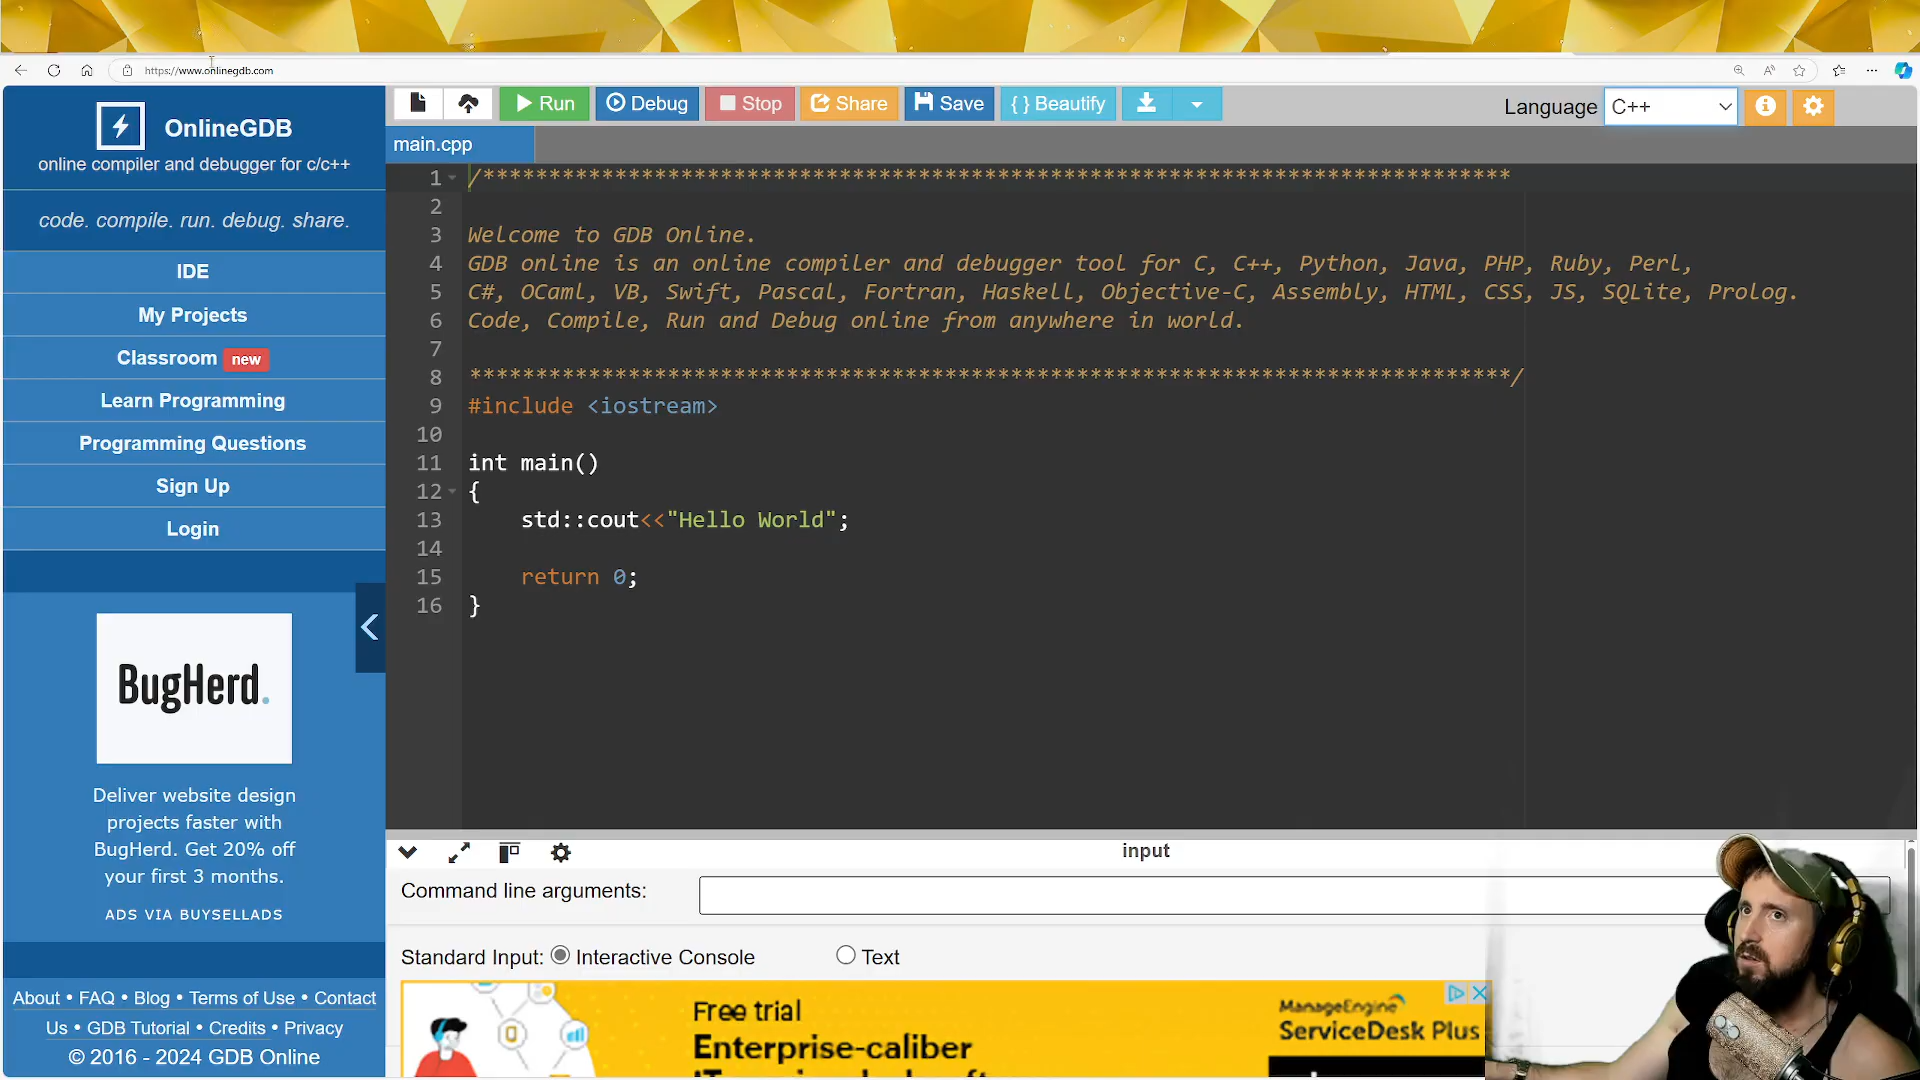 https://www.onlinegdb.com
OnlineGDB
online compiler and debugger for c/c++
code. compile. run. debug. share.
IDE
My Projects
Classroom new
Learn Programming
Programming Questions
Sign Up
Login
BugHerd.
Deliver website design
projects faster with
BugHerd. Get 20% off
your first 3 months.
ADS VIA BUYSELLADS
About • FAQ • Blog • Terms of Use • Contact
Us • GDB Tutorial • Credits • Privacy
© 2016 - 2024 GDB Online
Run Debug Stop Share Save { } Beautify
Language C++
main.cpp
1 /******************************************************************************
2
3 Welcome to GDB Online.
4 GDB online is an online compiler and debugger tool for C, C++, Python, Java, PHP, Ruby, Perl,
5 C#, OCaml, VB, Swift, Pascal, Fortran, Haskell, Objective-C, Assembly, HTML, CSS, JS, SQLite, Prolog.
6 Code, Compile, Run and Debug online from anywhere in world.
7
8 *******************************************************************************/
9 #include <iostream>
10
11 int main()
12 {
13 std::cout<<"Hello World";
14
15 return 0;
16 }
input
Command line arguments:
Standard Input: Interactive Console Text
Free trial
Enterprise-caliber
ManageEngine
ServiceDesk Plus